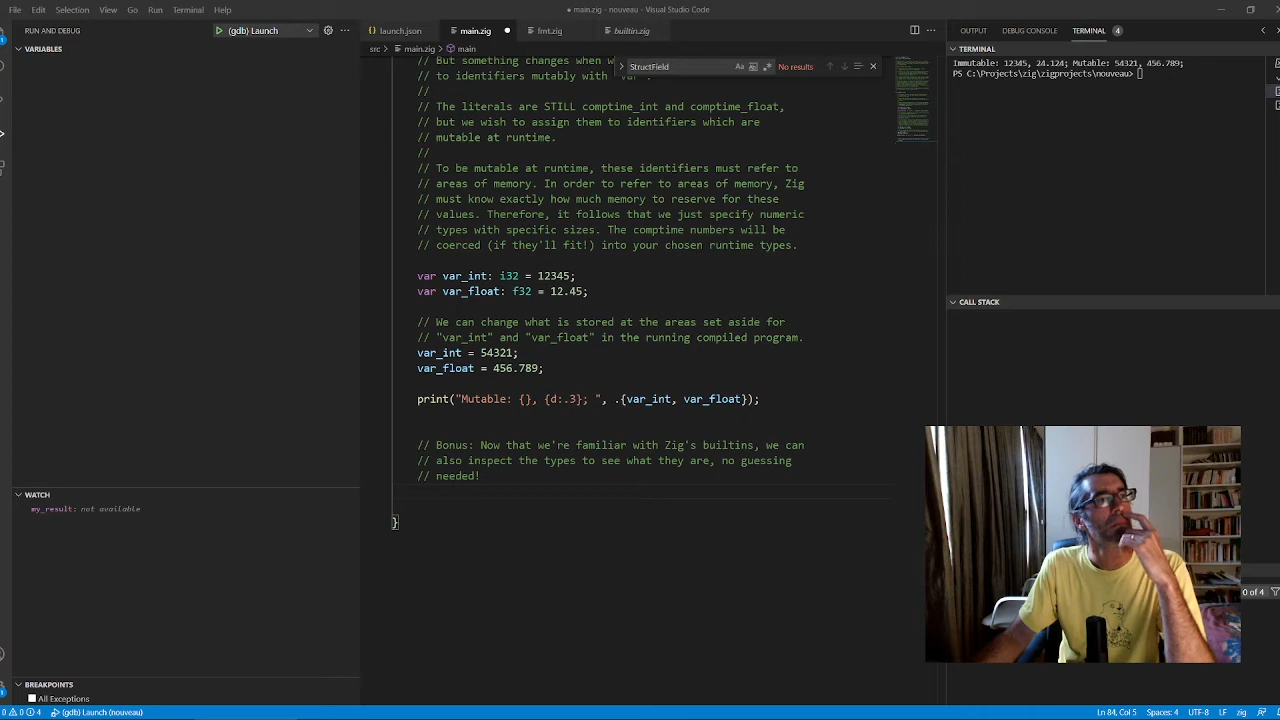 File Edit Selection View Go Run Terminal Help
● main.zig - nouveau - Visual Studio Code
RUN AND DEBUG
(gdb) Launch
VARIABLES
WATCH
my_result: not available
BREAKPOINTS
All Exceptions
launch.json main.zig fmt.zig builtin.zig
src > main.zig > main
StructField
Aa
No results
// But something changes when w
// to identifiers mutably with "var".
//
// The literals are STILL comptime_int and comptime_float,
// but we wish to assign them to identifiers which are
// mutable at runtime.
//
// To be mutable at runtime, these identifiers must refer to
// areas of memory. In order to refer to areas of memory, Zig
// must know exactly how much memory to reserve for these
// values. Therefore, it follows that we just specify numeric
// types with specific sizes. The comptime numbers will be
// coerced (if they'll fit!) into your chosen runtime types.
var var_int: i32 = 12345;
var var_float: f32 = 12.45;
// We can change what is stored at the areas set aside for
// "var_int" and "var_float" in the running compiled program.
var_int = 54321;
var_float = 456.789;
print("Mutable: {}, {d:.3}; ", .{var_int, var_float});
// Bonus: Now that we're familiar with Zig's builtins, we can
// also inspect the types to see what they are, no guessing
// needed!
}
OUTPUT DEBUG CONSOLE TERMINAL 4
TERMINAL
Immutable: 12345, 24.124; Mutable: 54321, 456.789;
PS C:\Projects\zig\zigprojects\nouveau>
CALL STACK
0 of 4
0 0 4 (gdb) Launch (nouveau)
Ln 84, Col 5 Spaces: 4 UTF-8 LF zig